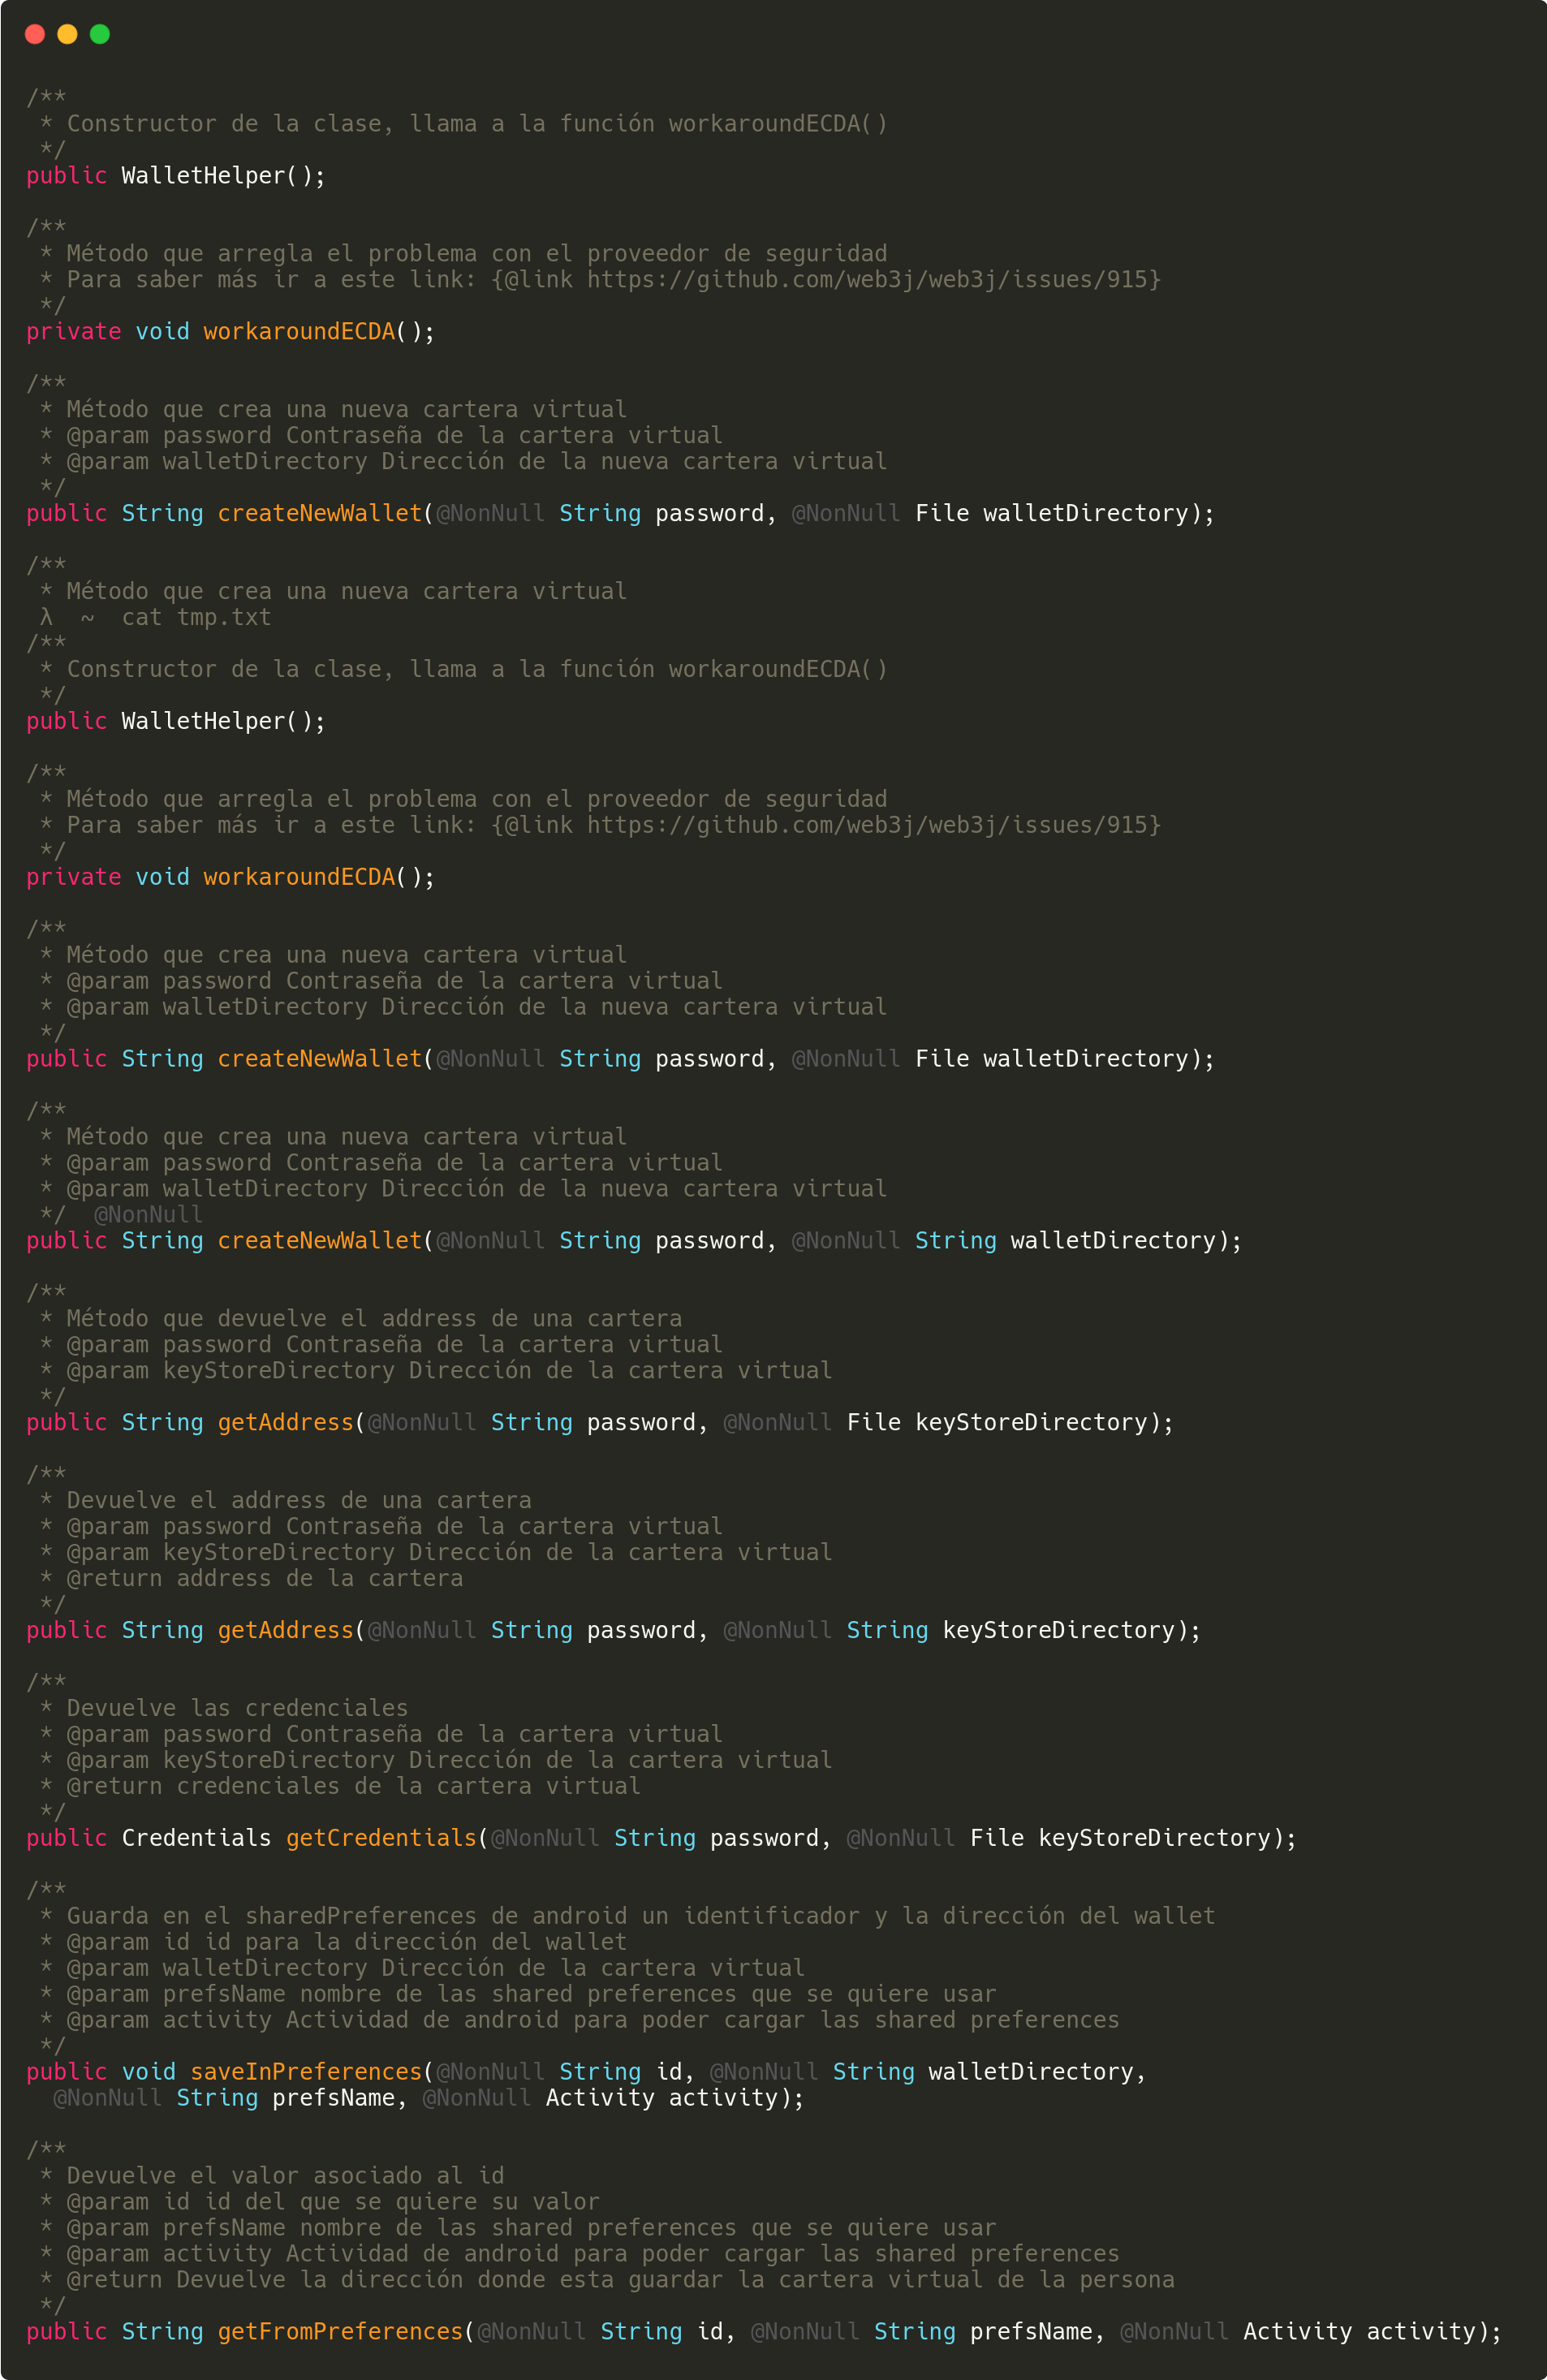 /**
 * Constructor de la clase, llama a la función workaroundECDA()
 */
public WalletHelper();

/**
 * Método que arregla el problema con el proveedor de seguridad
 * Para saber más ir a este link: {@link https://github.com/web3j/web3j/issues/915}
 */
private void workaroundECDA();

/**
 * Método que crea una nueva cartera virtual
 * @param password Contraseña de la cartera virtual
 * @param walletDirectory Dirección de la nueva cartera virtual
 */
public String createNewWallet(@NonNull String password, @NonNull File walletDirectory);

/**
 * Método que crea una nueva cartera virtual
 λ  ~  cat tmp.txt
/**
 * Constructor de la clase, llama a la función workaroundECDA()
 */
public WalletHelper();

/**
 * Método que arregla el problema con el proveedor de seguridad
 * Para saber más ir a este link: {@link https://github.com/web3j/web3j/issues/915}
 */
private void workaroundECDA();

/**
 * Método que crea una nueva cartera virtual
 * @param password Contraseña de la cartera virtual
 * @param walletDirectory Dirección de la nueva cartera virtual
 */
public String createNewWallet(@NonNull String password, @NonNull File walletDirectory);

/**
 * Método que crea una nueva cartera virtual
 * @param password Contraseña de la cartera virtual
 * @param walletDirectory Dirección de la nueva cartera virtual
 */  @NonNull
public String createNewWallet(@NonNull String password, @NonNull String walletDirectory);

/**
 * Método que devuelve el address de una cartera
 * @param password Contraseña de la cartera virtual
 * @param keyStoreDirectory Dirección de la cartera virtual
 */
public String getAddress(@NonNull String password, @NonNull File keyStoreDirectory);

/**
 * Devuelve el address de una cartera
 * @param password Contraseña de la cartera virtual
 * @param keyStoreDirectory Dirección de la cartera virtual
 * @return address de la cartera
 */
public String getAddress(@NonNull String password, @NonNull String keyStoreDirectory);

/**
 * Devuelve las credenciales
 * @param password Contraseña de la cartera virtual
 * @param keyStoreDirectory Dirección de la cartera virtual
 * @return credenciales de la cartera virtual
 */
public Credentials getCredentials(@NonNull String password, @NonNull File keyStoreDirectory);

/**
 * Guarda en el sharedPreferences de android un identificador y la dirección del wallet
 * @param id id para la dirección del wallet
 * @param walletDirectory Dirección de la cartera virtual
 * @param prefsName nombre de las shared preferences que se quiere usar
 * @param activity Actividad de android para poder cargar las shared preferences
 */
public void saveInPreferences(@NonNull String id, @NonNull String walletDirectory,
  @NonNull String prefsName, @NonNull Activity activity);

/**
 * Devuelve el valor asociado al id
 * @param id id del que se quiere su valor
 * @param prefsName nombre de las shared preferences que se quiere usar
 * @param activity Actividad de android para poder cargar las shared preferences
 * @return Devuelve la dirección donde esta guardar la cartera virtual de la persona
 */
public String getFromPreferences(@NonNull String id, @NonNull String prefsName, @NonNull Activity activity);